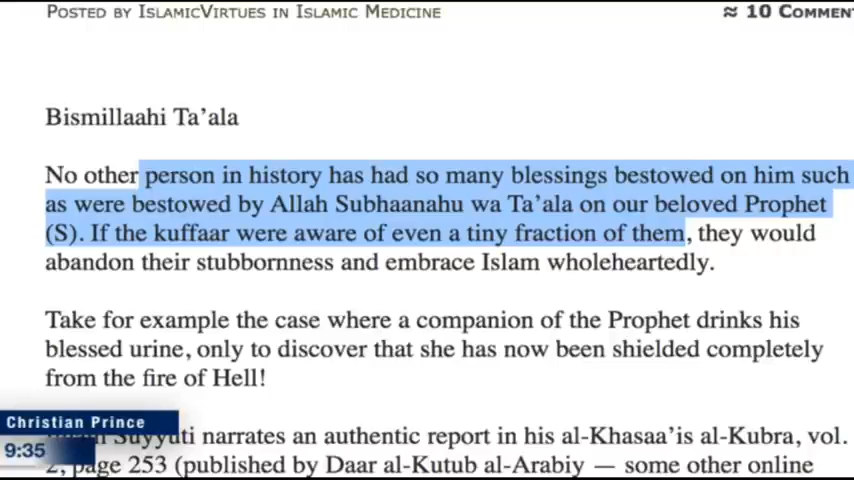 POSTED BY ISLAMICVIRTUES IN ISLAMIC MEDICINE
≈ 10 COMMENT
Bismillaahi Ta'ala
No other person in history has had so many blessings bestowed on him such
as were bestowed by Allah Subhaanahu wa Ta'ala on our beloved Prophet
(S). If the kuffaar were aware of even a tiny fraction of them, they would
abandon their stubbornness and embrace Islam wholeheartedly.
Take for example the case where a companion of the Prophet drinks his
blessed urine, only to discover that she has now been shielded completely
from the fire of Hell!
Suyyuti narrates an authentic report in his al-Khasaa'is al-Kubra, vol.
2, page 253 (published by Daar al-Kutub al-Arabiy — some other online
Christian Prince
9:35